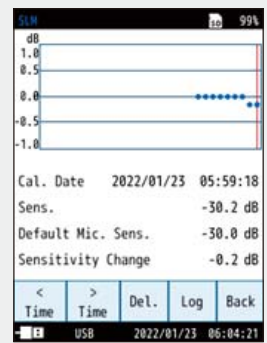 SLM SD 99%
dB
1.0
0.5
0.0
-0.5
-1.0
Cal. Date 2022/01/23 05:59:18
Sens. -30.2 dB
Default Mic. Sens. -30.0 dB
Sensitivity Change -0.2 dB
< Time > Time Del. Log Back
USB 2022/01/23 06:04:21